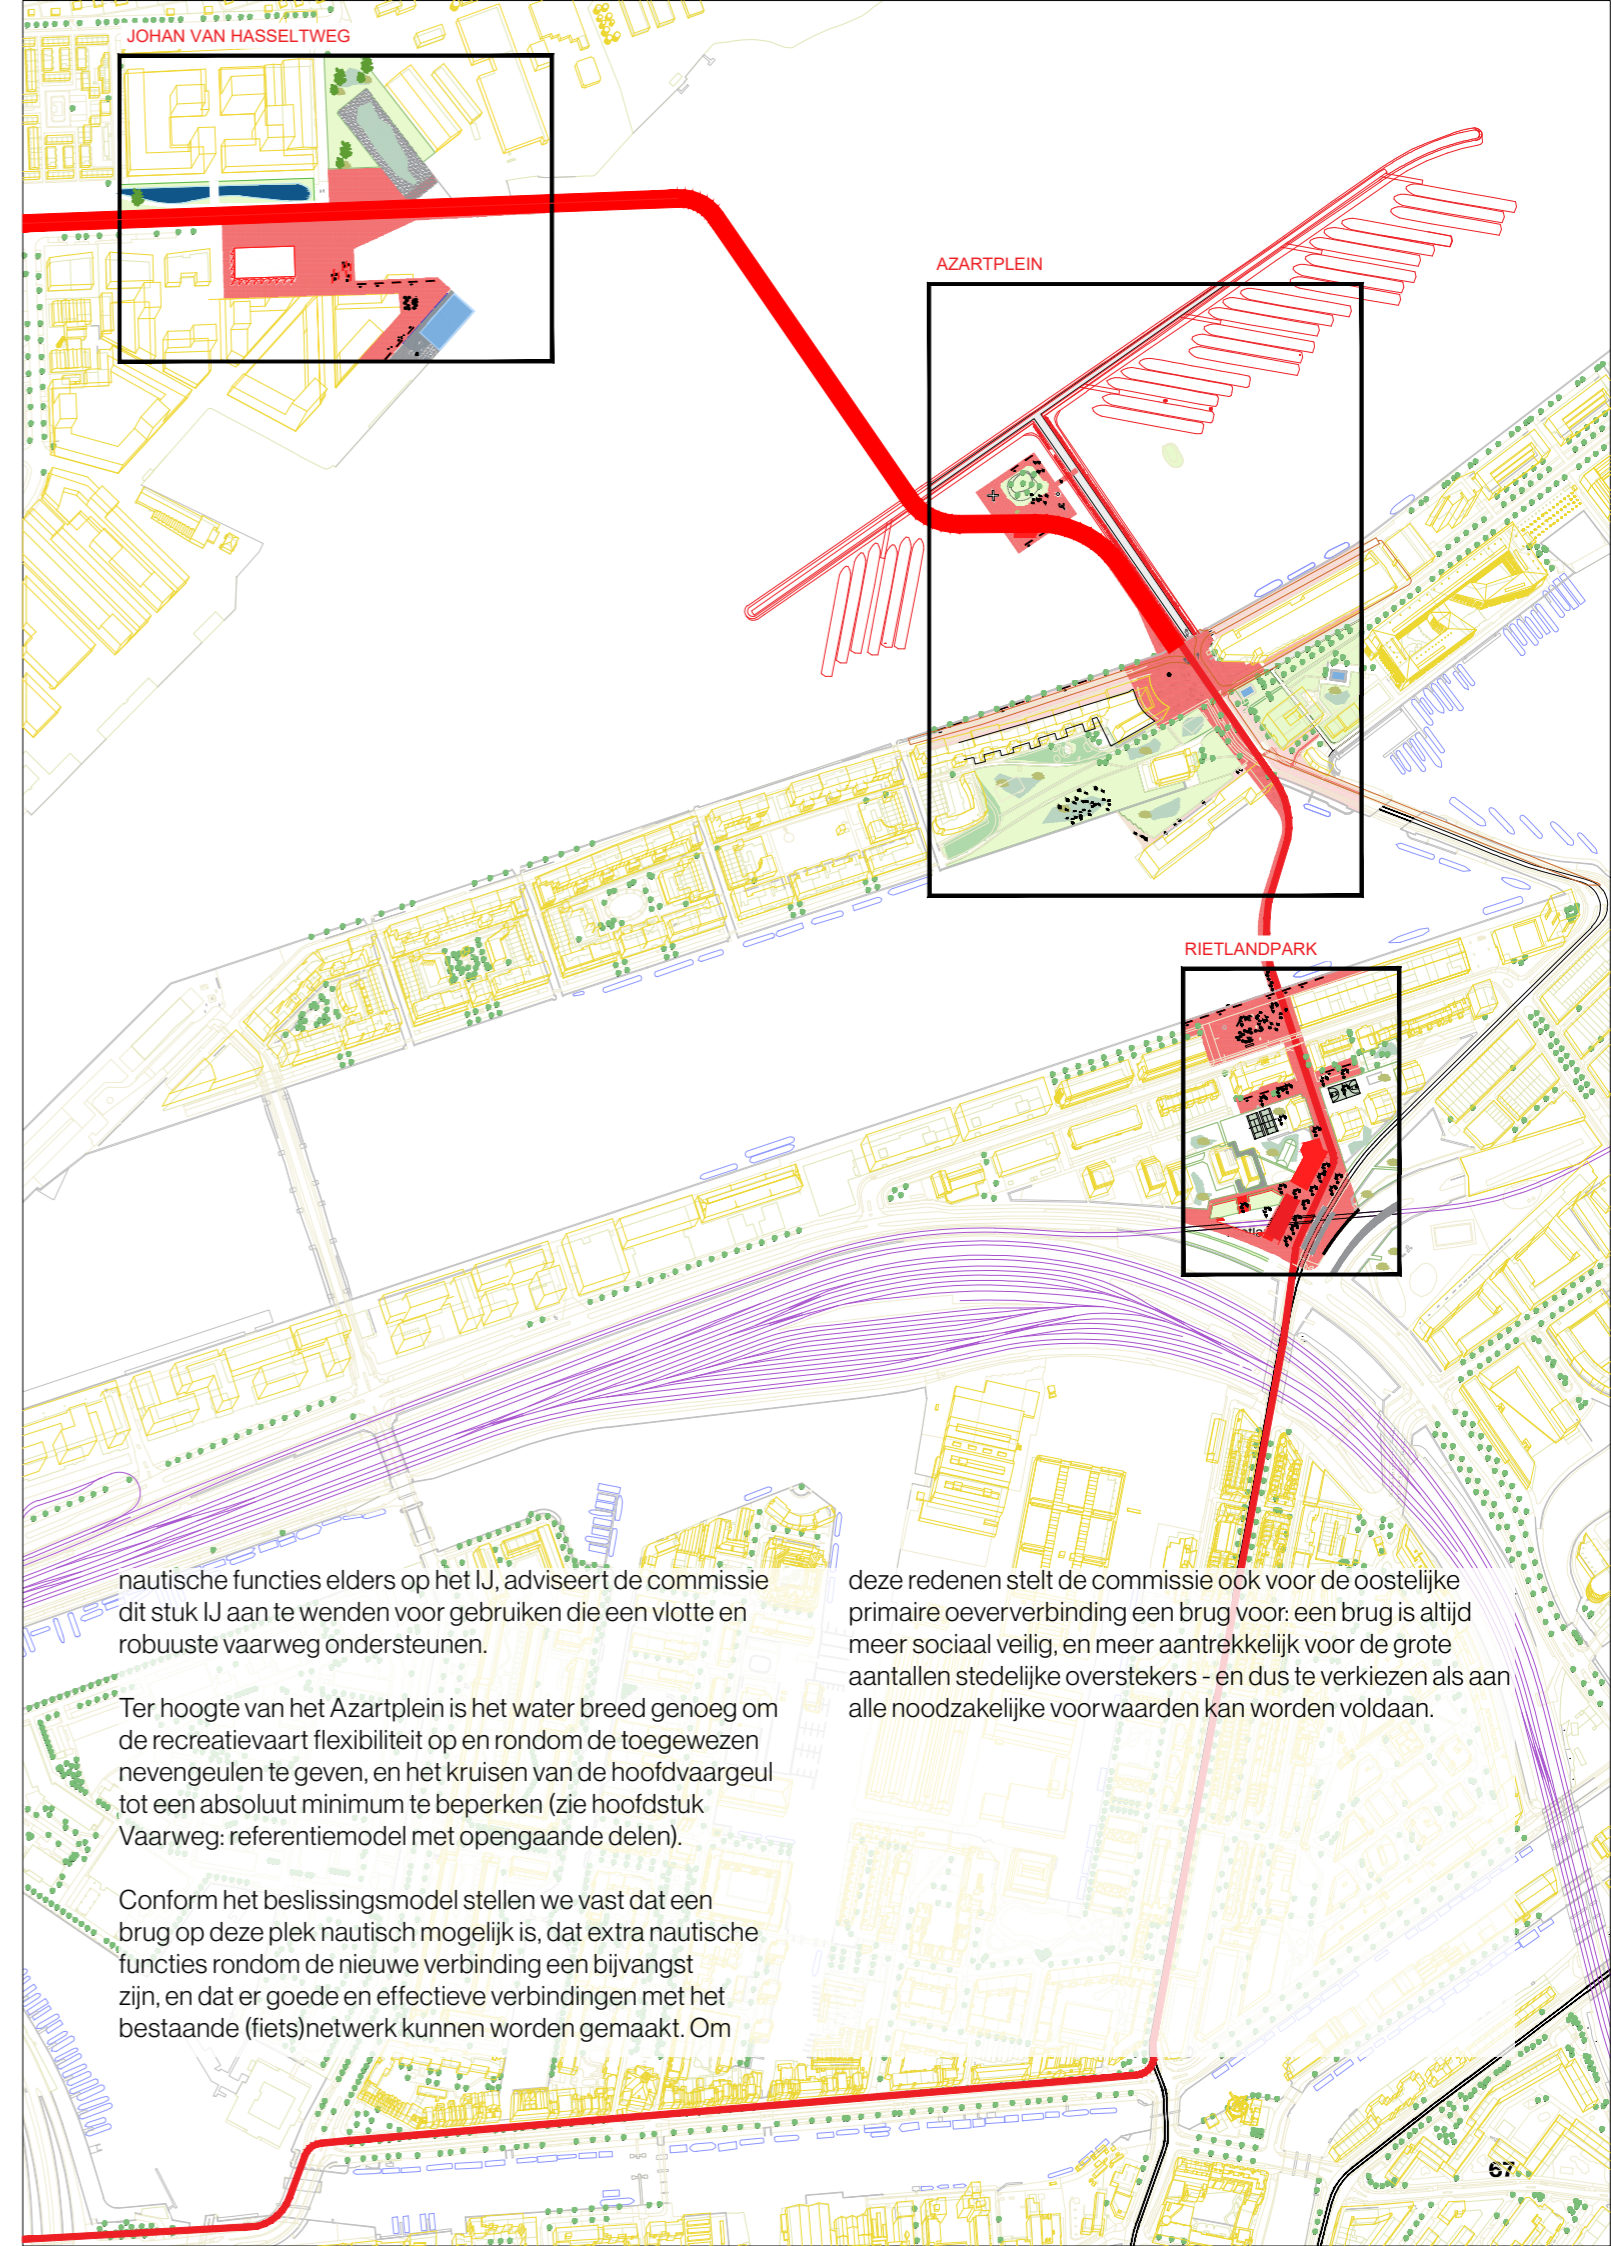 JOHAN VAN HASSELTWEG
AZARTPLEIN
RIETLANDPARK
nautische functies elders op het IJ, adviseert de commissie
dit stuk IJ aan te wenden voor gebruiken die een vlotte en
robuuste vaarweg ondersteunen.
Ter hoogte van het Azartplein is het water breed genoeg om
de recreatievaart flexibiliteit op en rondom de toegewezen
nevengeulen te geven, en het kruisen van de hoofdvaargeul
tot een absoluut minimum te beperken (zie hoofdstuk
Vaarweg: referentiemodel met opengaande delen).
Conform het beslissingsmodel stellen we vast dat een
brug op deze plek nautisch mogelijk is, dat extra nautische
functies rondom de nieuwe verbinding een bijvangst
zijn, en dat er goede en effectieve verbindingen met het
bestaande (fiets)netwerk kunnen worden gemaakt. Om
deze redenen stelt de commissie ook voor de oostelijke
primaire oeververbinding een brug voor: een brug is altijd
meer sociaal veilig, en meer aantrekkelijk voor de grote
aantallen stedelijke overstekers - en dus te verkiezen als aan
alle noodzakelijke voorwaarden kan worden voldaan.
67